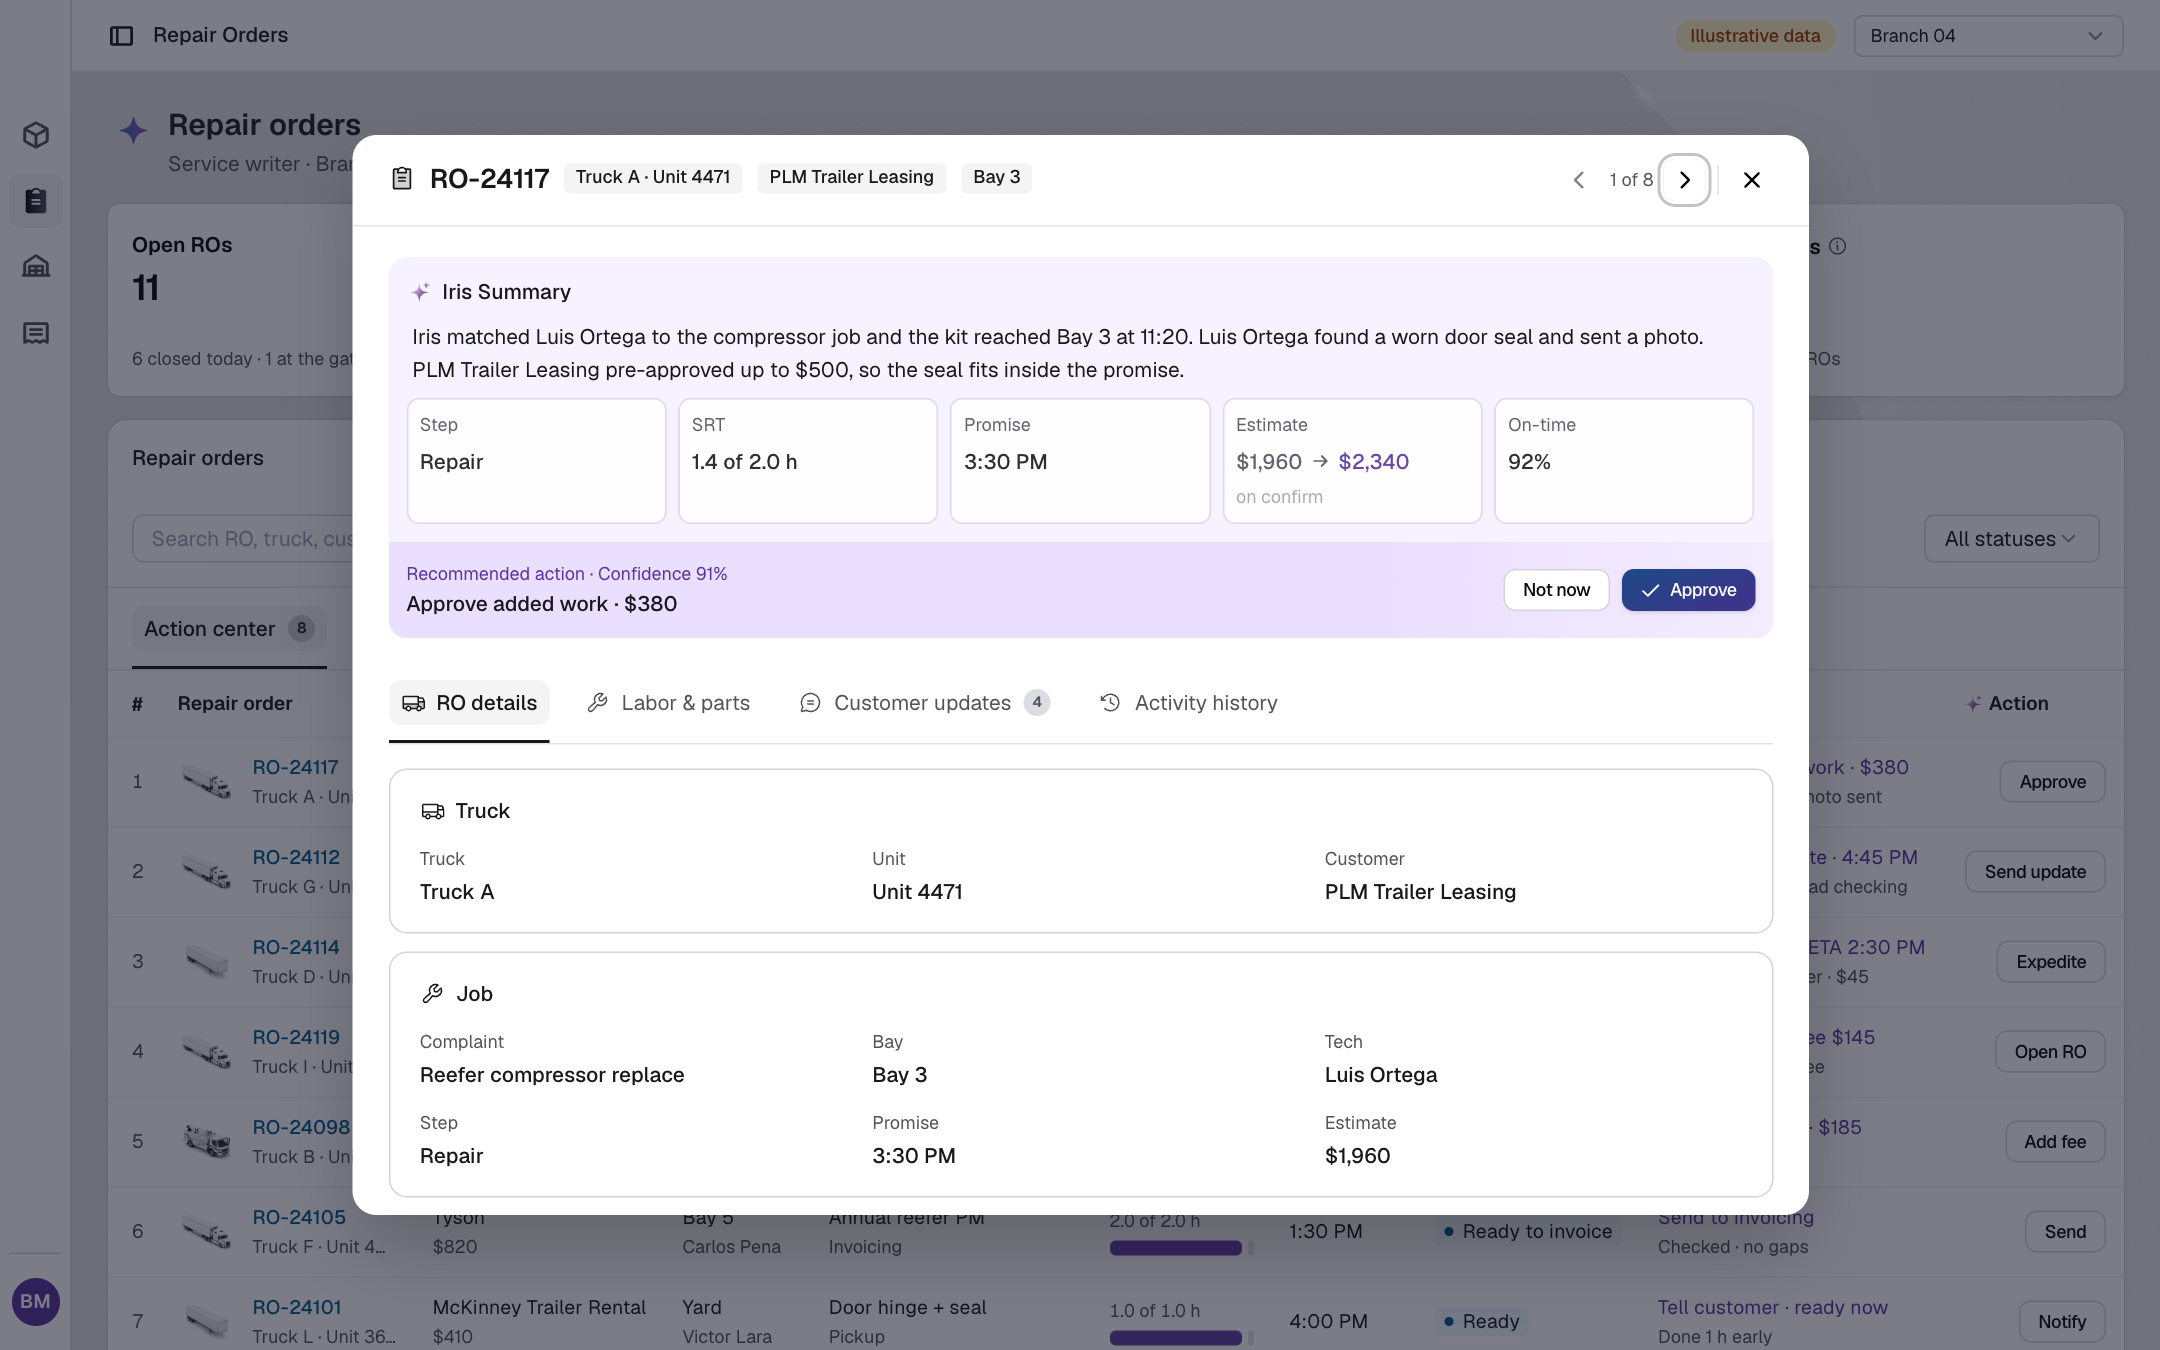 Repair Orders
Illustrative data
Branch 04
Repair orders
Service writer ·
Open ROs
11
6 closed today · 1 at the
ROs
Repair orders
Search RO, truck,
All statuses
Action center 8
# Repair order
Action
1
RO-24117
Truck A ·
work · $380
photo sent
Approve
2
RO-24112
Truck G ·
· 4:45 PM
checking
Send update
3
RO-24114
Truck D ·
ETA 2:30 PM
· $45
Expedite
4
RO-24119
Truck I · Unit
$145
Open RO
5
RO-24098
Truck B ·
· $185
Add fee
6
RO-24105
Truck F · Unit 4...
Tyson
$820
Bay 5
Carlos Pena
Annual reefer PM
Invoicing
2.0 of 2.0 h
1:30 PM
Ready to invoice
Send to invoicing
Checked · no gaps
Send
7
RO-24101
Truck L · Unit 36...
McKinney Trailer Rental
$410
Yard
Victor Lara
Door hinge + seal
Pickup
1.0 of 1.0 h
4:00 PM
Ready
Tell customer · ready now
Done 1 h early
Notify
BM
RO-24117
Truck A · Unit 4471
PLM Trailer Leasing
Bay 3
1 of 8
Iris Summary
Iris matched Luis Ortega to the compressor job and the kit reached Bay 3 at 11:20. Luis Ortega found a worn door seal and sent a photo.
PLM Trailer Leasing pre-approved up to $500, so the seal fits inside the promise.
Step
Repair
SRT
1.4 of 2.0 h
Promise
3:30 PM
Estimate
$1,960 → $2,340
on confirm
On-time
92%
Recommended action · Confidence 91%
Approve added work · $380
Not now
Approve
RO details
Labor & parts
Customer updates 4
Activity history
Truck
Truck
Truck A
Unit
Unit 4471
Customer
PLM Trailer Leasing
Job
Complaint
Reefer compressor replace
Bay
Bay 3
Tech
Luis Ortega
Step
Repair
Promise
3:30 PM
Estimate
$1,960